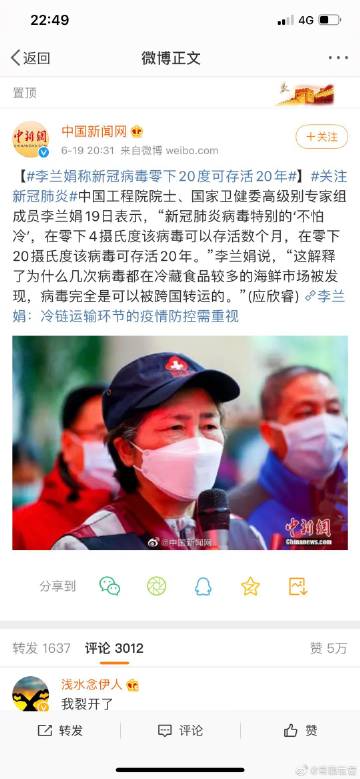 22:49
4G
返回
微博正文
置顶
中国新闻网
6-19 20:31 来自微博 weibo.com
+关注
【#李兰娟称新冠病毒零下20度可存活20年#】#关注
新冠肺炎#中国工程院院士、国家卫健委高级别专家组
成员李兰娟19日表示，“新冠肺炎病毒特别的‘不怕
冷’，在零下4摄氏度该病毒可以存活数个月，在零下
20摄氏度该病毒可存活20年。”李兰娟说，“这解释
了为什么几次病毒都在冷藏食品较多的海鲜市场被发
现，病毒完全是可以被跨国转运的。”(应欣睿) 李兰
娟：冷链运输环节的疫情防控需重视
@中国新闻网
中新网
分享到
转发 1637 评论 3012 赞 5万
浅水念伊人
我裂开了
转发 评论 赞